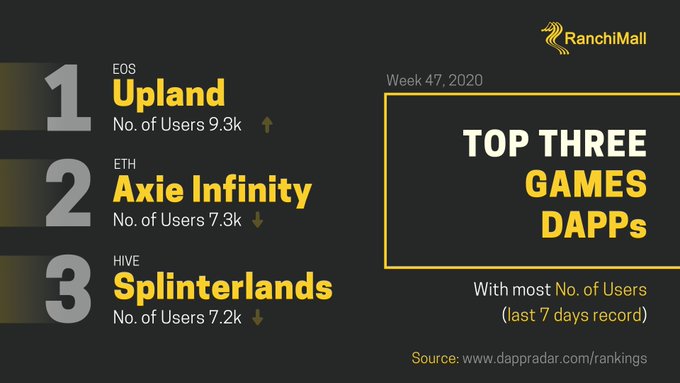 RanchiMall
1
EOS
Upland
No. of Users 9.3k
2
ETH
Axie Infinity
No. of Users 7.3k
3
HIVE
Splinterlands
No. of Users 7.2k
Week 47, 2020
TOP THREE
GAMES
DAPPs
With most No. of Users
(last 7 days record)
Source: www.dappradar.com/rankings